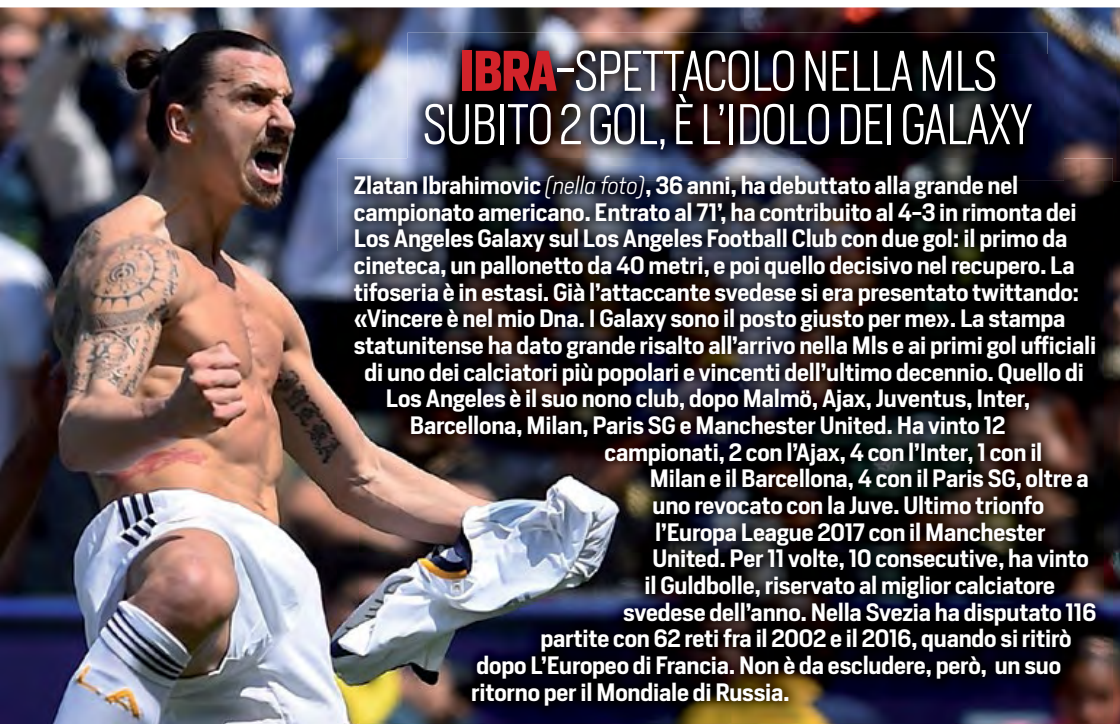 IBRA-SPETTACOLO NELLA MLS
SUBITO 2 GOL, È L'IDOLO DEI GALAXY
Zlatan Ibrahimovic (nella foto), 36 anni, ha debuttato alla grande nel
campionato americano. Entrato al 71', ha contribuito al 4-3 in rimonta dei
Los Angeles Galaxy sul Los Angeles Football Club con due gol: il primo da
cineteca, un pallonetto da 40 metri, e poi quello decisivo nel recupero. La
tifoseria è in estasi. Già l'attaccante svedese si era presentato twittando:
«Vincere è nel mio Dna. I Galaxy sono il posto giusto per me». La stampa
statunitense ha dato grande risalto all'arrivo nella Mls e ai primi gol ufficiali
di uno dei calciatori più popolari e vincenti dell'ultimo decennio. Quello di
Los Angeles è il suo nono club, dopo Malmö, Ajax, Juventus, Inter,
Barcellona, Milan, Paris SG e Manchester United. Ha vinto 12
campionati, 2 con l'Ajax, 4 con l'Inter, 1 con il
Milan e il Barcellona, 4 con il Paris SG, oltre a
uno revocato con la Juve. Ultimo trionfo
l'Europa League 2017 con il Manchester
United. Per 11 volte, 10 consecutive, ha vinto
il Guldbolle, riservato al miglior calciatore
svedese dell'anno. Nella Svezia ha disputato 116
partite con 62 reti fra il 2002 e il 2016, quando si ritirò
dopo L'Europeo di Francia. Non è da escludere, però, un suo
ritorno per il Mondiale di Russia.
LA